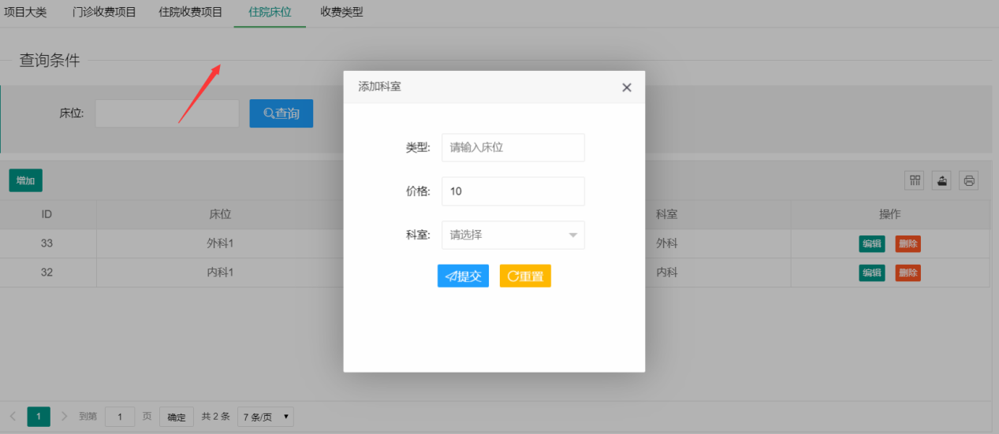 项目大类 门诊收费项目 住院收费项目 住院床位 收费类型
查询条件
床位: 查询
添加科室
类型: 请输入床位
价格: 10
科室: 请选择
提交 重置
增加
ID 床位 科室 操作
33 外科1 外科 编辑 删除
32 内科1 内科 编辑 删除
1 到第 1 页 确定 共 2 条 7 条/页